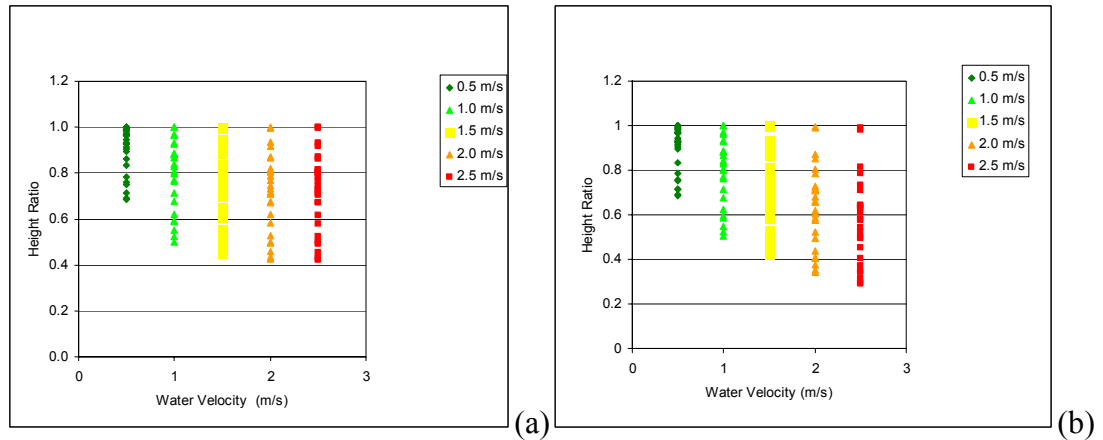 1.2
1.0
0.8
0.6
0.4
0.2
0.0
0
1
2
3
Height Ratio
Water Velocity (m/s)
0.5 m/s
1.0 m/s
1.5 m/s
2.0 m/s
2.5 m/s
(a)
1.2
1
0.8
0.6
0.4
0.2
0
0
1
2
3
Height Ratio
Water Velocity (m/s)
0.5 m/s
1.0 m/s
1.5 m/s
2.0 m/s
2.5 m/s
(b)